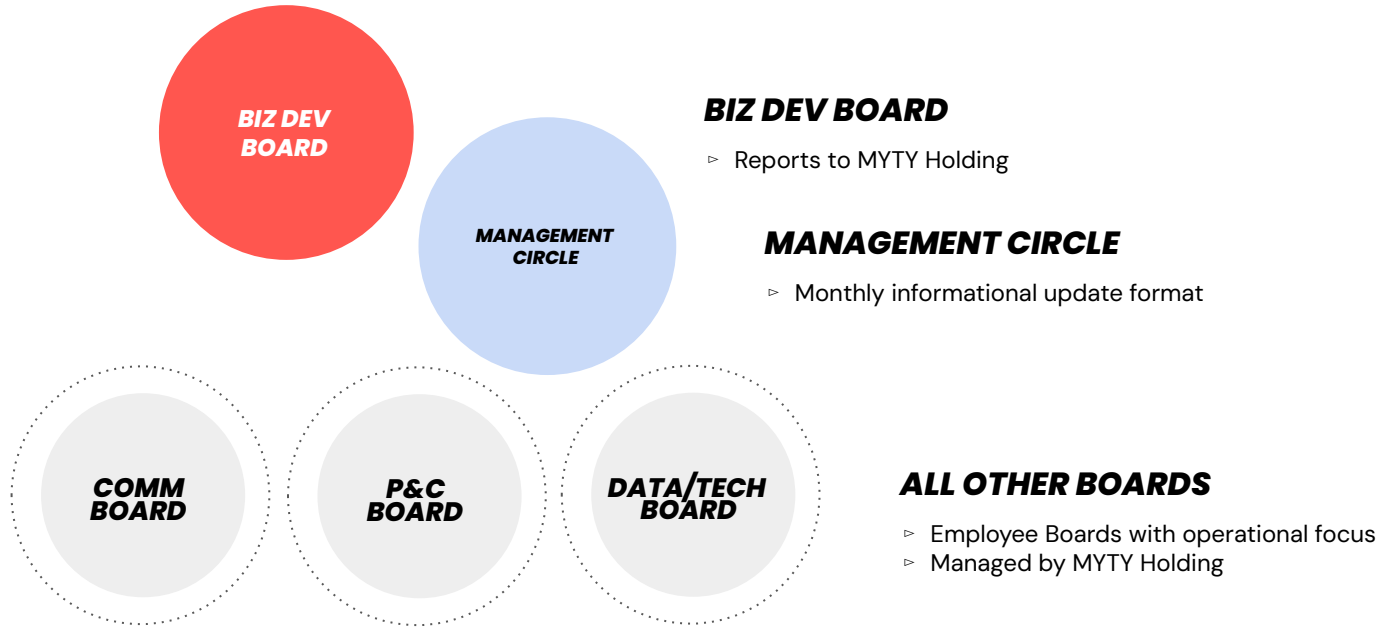 BIZ DEV
BOARD
MANAGEMENT
CIRCLE
BIZ DEV BOARD
▻ Reports to MYTY Holding
MANAGEMENT CIRCLE
▻ Monthly informational update format
COMM
BOARD
P&C
BOARD
DATA/TECH
BOARD
ALL OTHER BOARDS
▻ Employee Boards with operational focus
▻ Managed by MYTY Holding